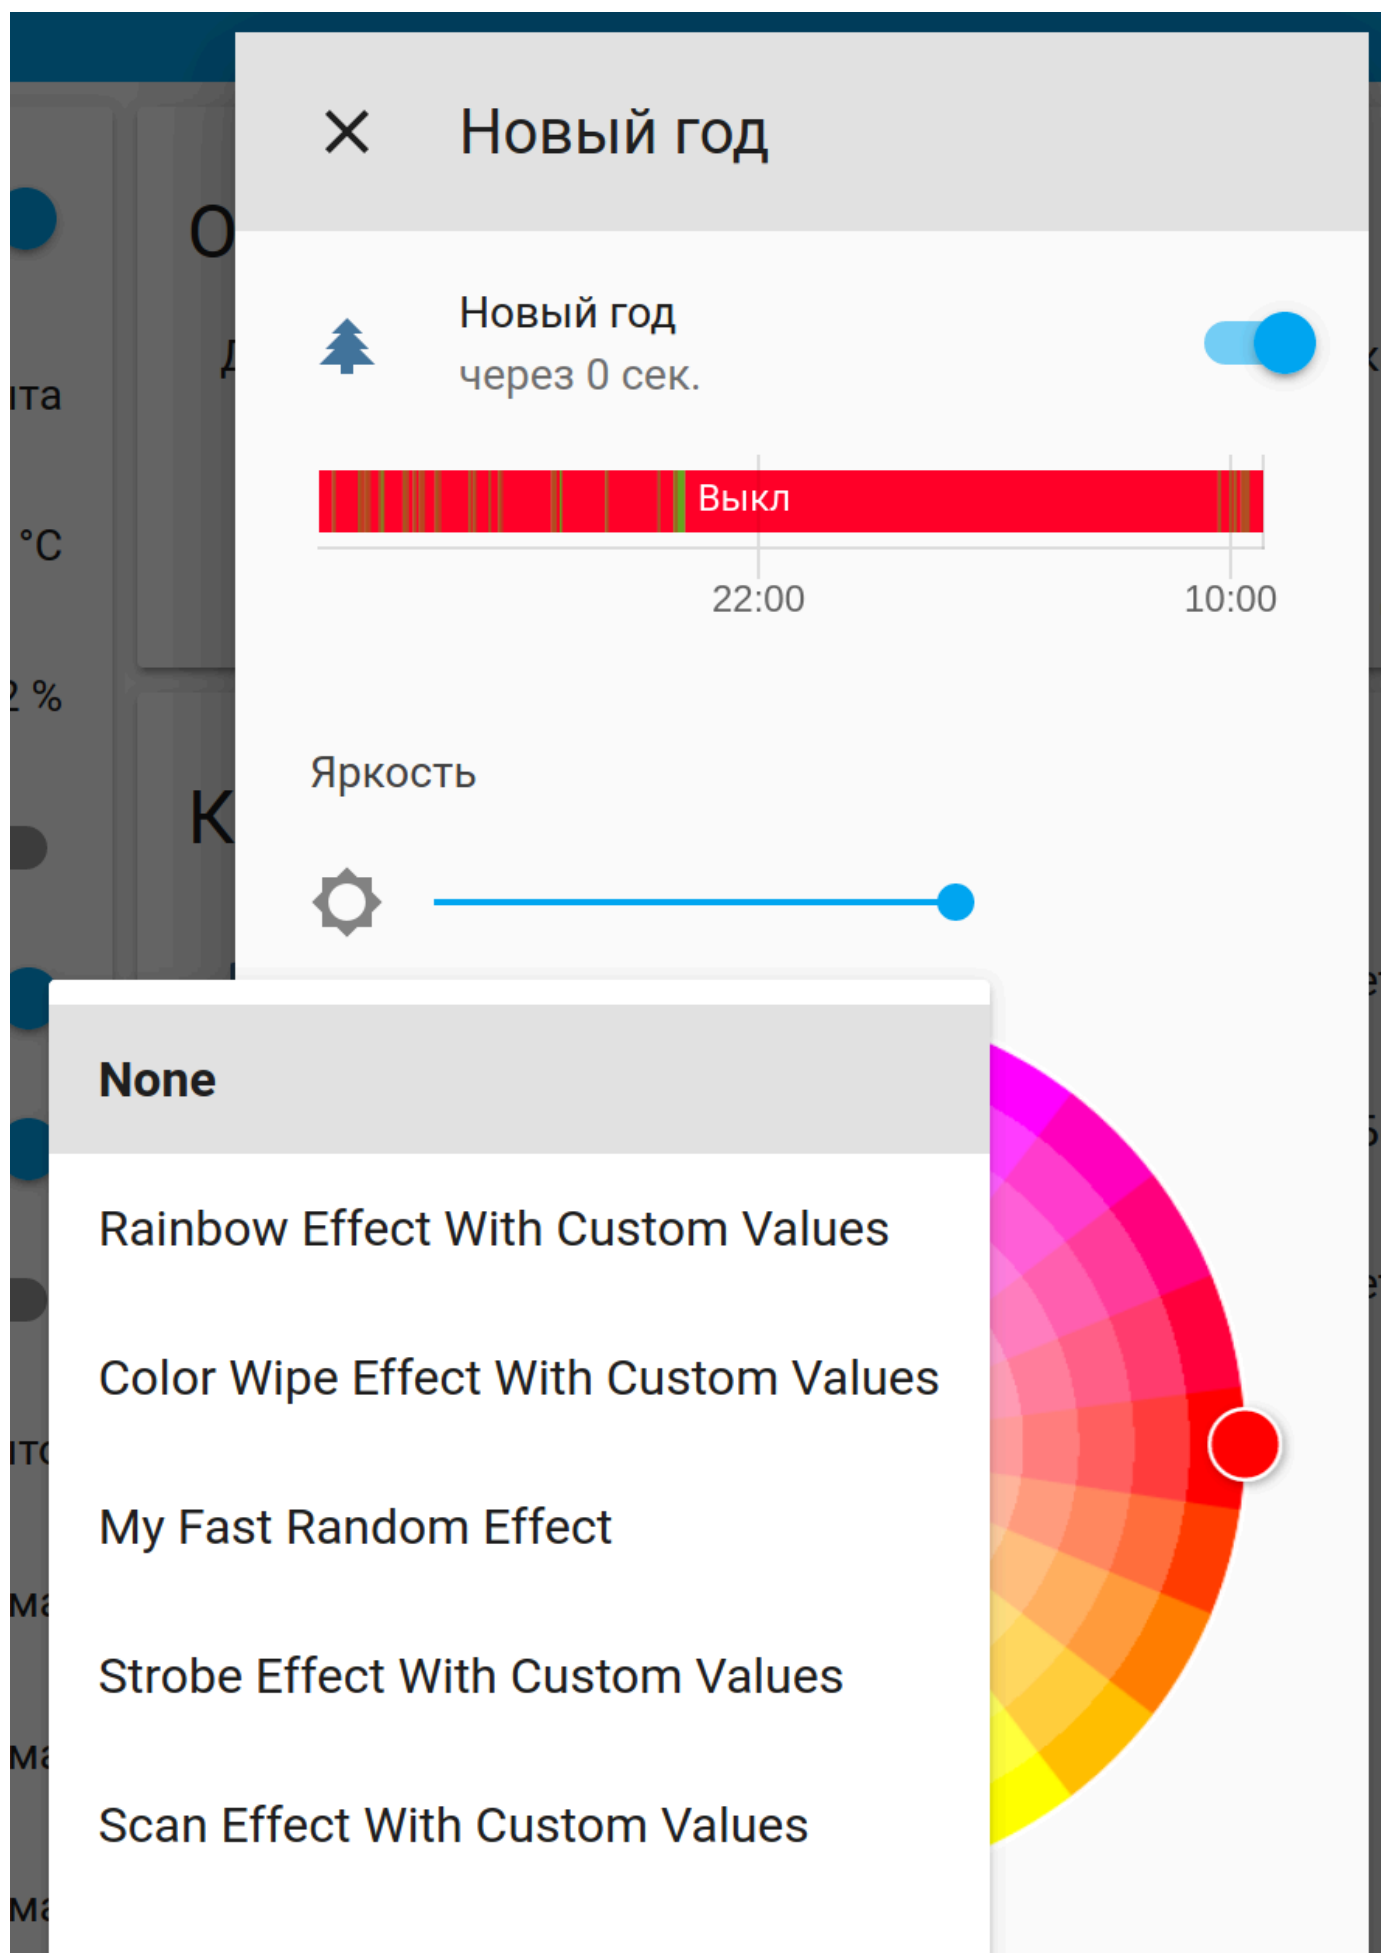 Новый год
Новый год
через 0 сек.
Выкл
22:00
10:00
Яркость
None
Rainbow Effect With Custom Values
Color Wipe Effect With Custom Values
My Fast Random Effect
Strobe Effect With Custom Values
Scan Effect With Custom Values
°C
%